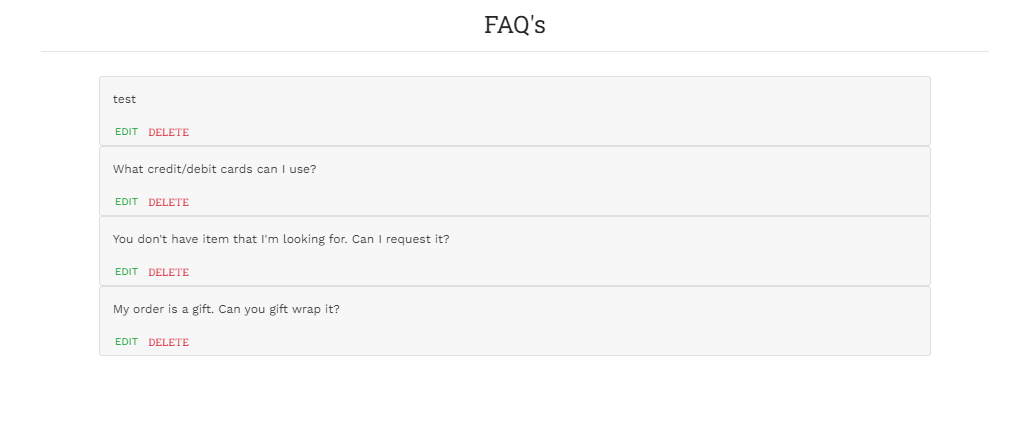 FAQ's
test
EDIT DELETE
What credit/debit cards can I use?
EDIT DELETE
You don't have item that I'm looking for. Can I request it?
EDIT DELETE
My order is a gift. Can you gift wrap it?
EDIT DELETE